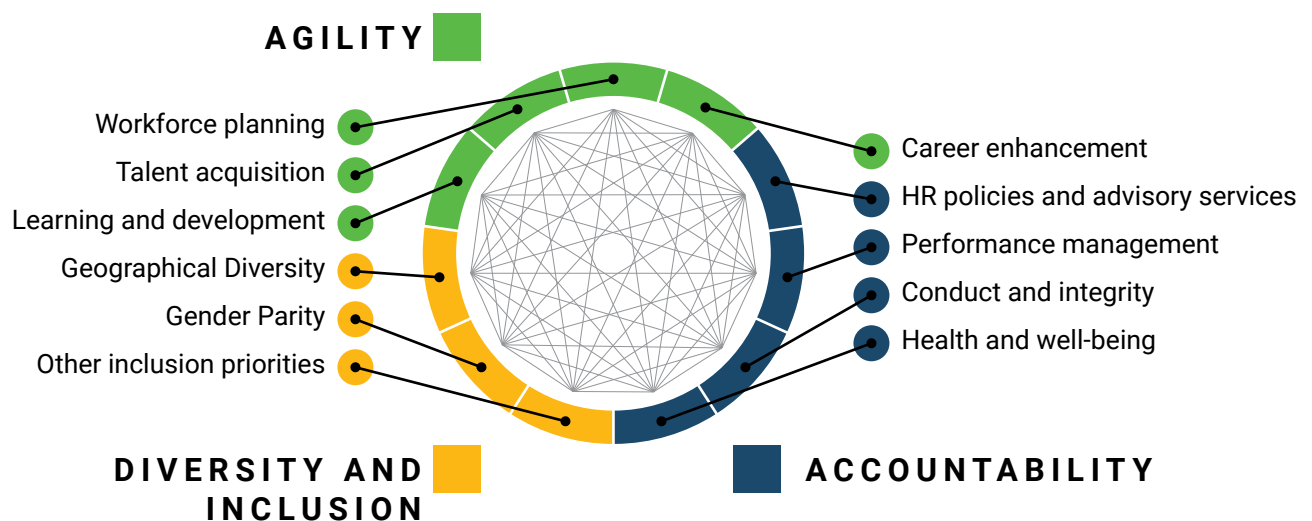 AGILITY
Workforce planning
Talent acquisition
Learning and development
Geographical Diversity
Gender Parity
Other inclusion priorities
Career enhancement
HR policies and advisory services
Performance management
Conduct and integrity
Health and well-being
DIVERSITY AND
INCLUSION
ACCOUNTABILITY